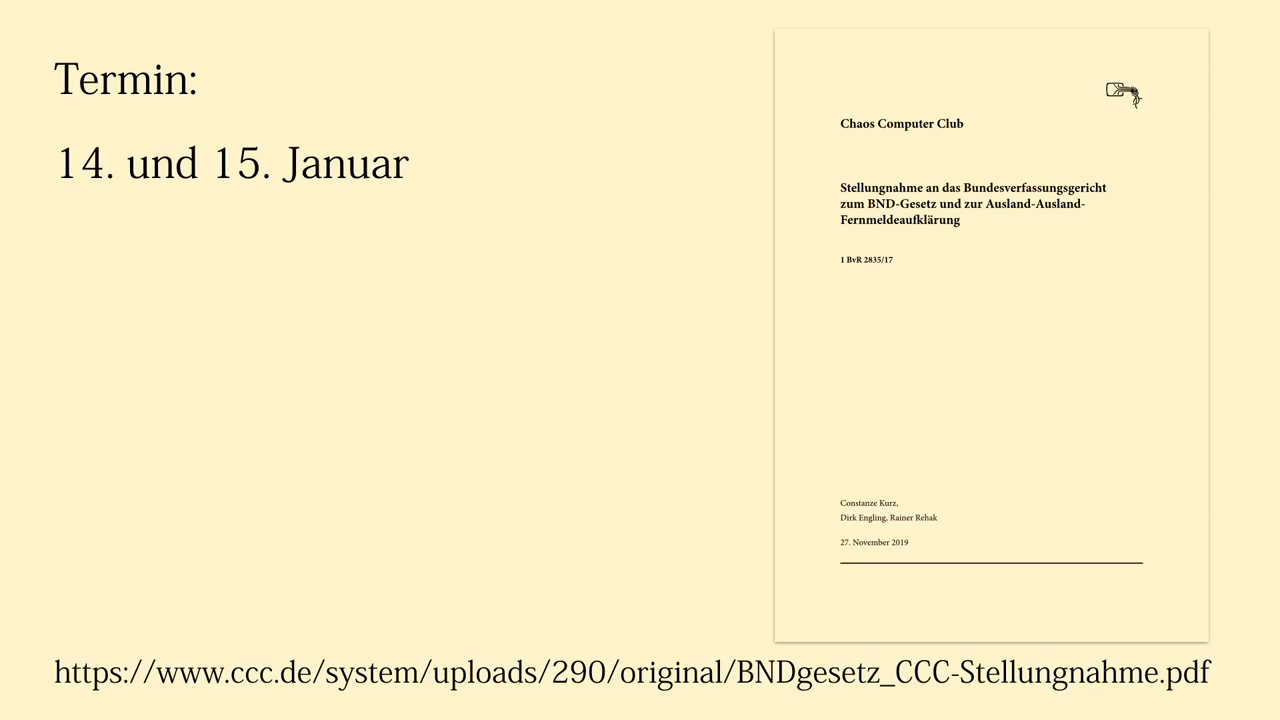 Termin:
14. und 15. Januar
Chaos Computer Club
Stellungnahme an das Bundesverfassungsgericht
zum BND-Gesetz und zur Ausland-Ausland-
Fernmeldeaufklärung
1 BvR 2835/17
Constanze Kurz,
Dirk Engling, Rainer Rehak
27. November 2019
https://www.ccc.de/system/uploads/290/original/BNDgesetz_CCC-Stellungnahme.pdf